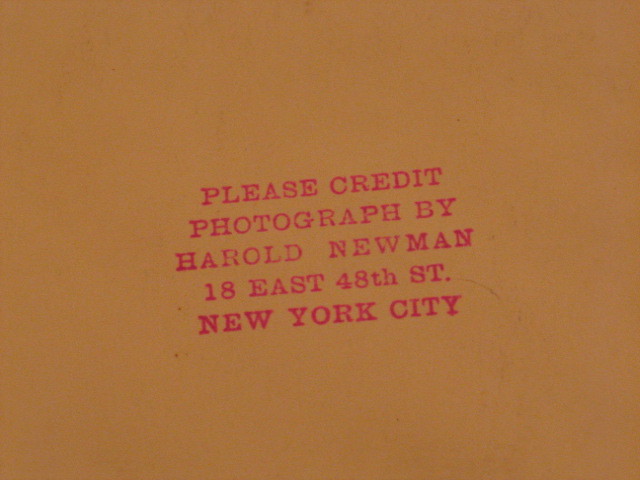 PLEASE CREDIT
PHOTOGRAPH BY
HAROLD NEWMAN
18 EAST 48th ST.
NEW YORK CITY